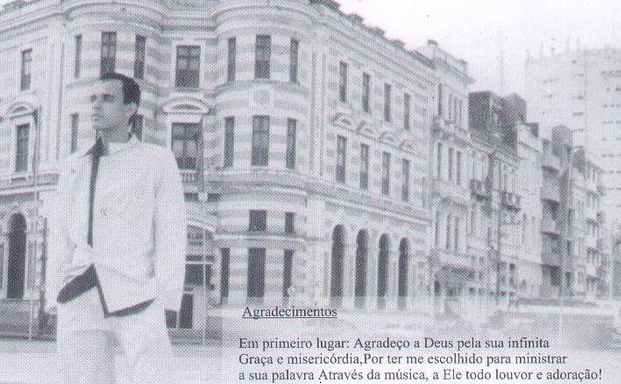 Agradecimentos
Em primeiro lugar: Agradeço a Deus pela sua infinita
Graça e misericórdia,Por ter me escolhido para ministrar
a sua palavra Através da música, a Ele todo louvor e adoração!